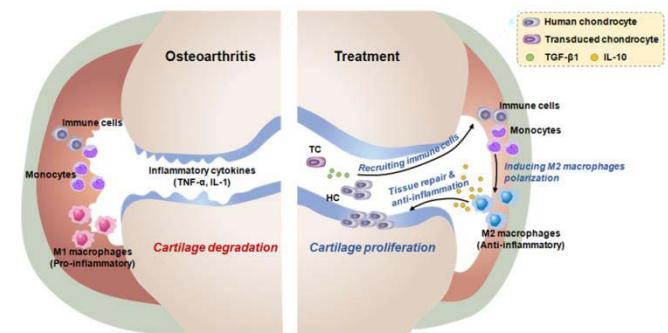 Osteoarthritis
Immune cells
Monocytes
Inflammatory cytokines
(TNF-α, IL-1)
M1 macrophages
(Pro-inflammatory)
Cartilage degradation
Treatment
Human chondrocyte
Transduced chondrocyte
TGF-β1
IL-10
Immune cells
Monocytes
TC
Recruiting immune cells
Inducing M2 macrophages
polarization
HC
Tissue repair &
anti-inflammation
M2 macrophages
(Anti-inflammatory)
Cartilage proliferation